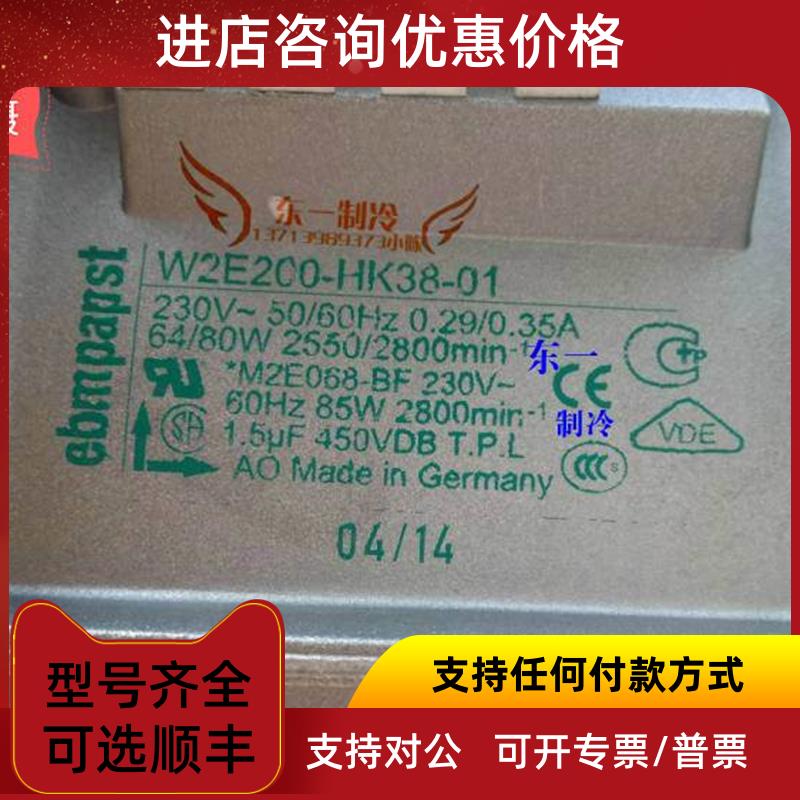 进店咨询优惠价格
东一制冷
13713969373小陈
ebmpapst
W2E200-HK38-01
230V~ 50/60Hz 0.29/0.35A
64/80W 2550/2800min-1
*M2E068-BF 230V~
60Hz 85W 2800min-1
1.5µF 450VDB T.P.L
AO Made in Germany
东一
制冷
CE
VDE
CCC S
04/14
型号齐全
可选顺丰
支持任何付款方式
支持对公 可开专票/普票